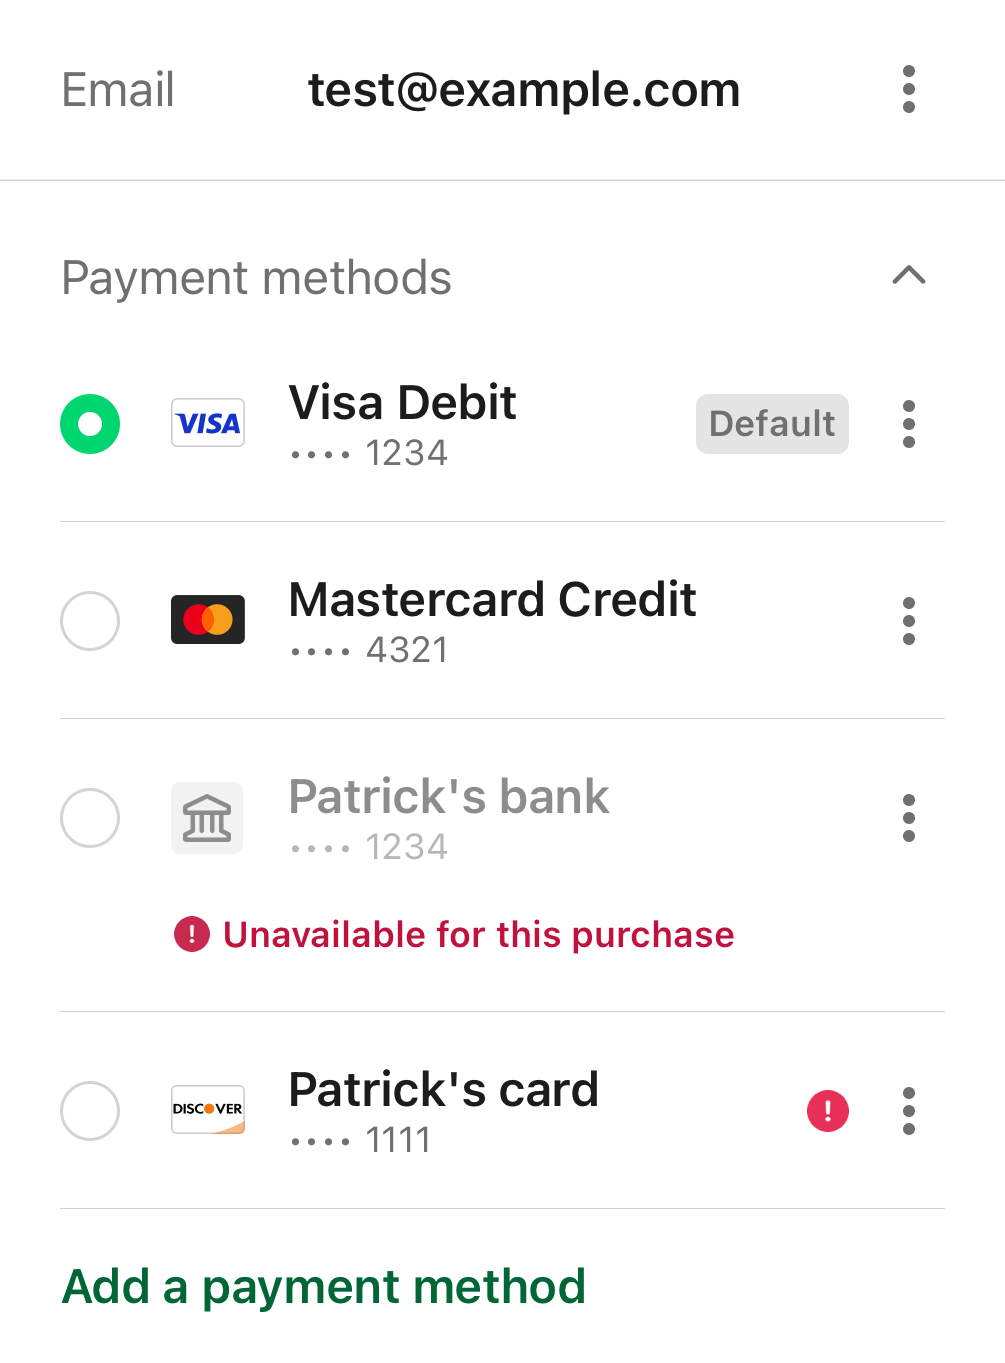 Email test@example.com
Payment methods
VISA Visa Debit Default
•••• 1234
Mastercard Credit
•••• 4321
Patrick's bank
•••• 1234
! Unavailable for this purchase
DISCOVER Patrick's card !
•••• 1111
Add a payment method